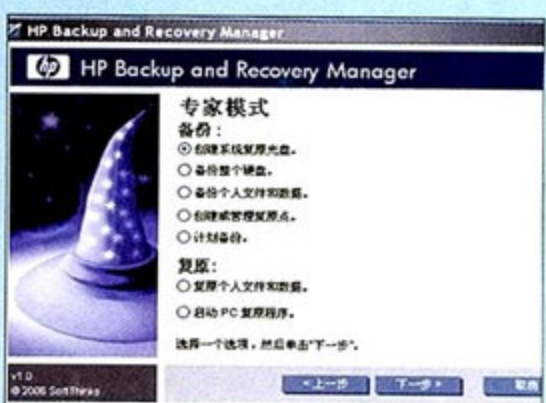 HP Backup and Recovery Manager
hp HP Backup and Recovery Manager
专家模式
备份：
创建系统复原光盘。
备份整个硬盘。
备份个人文件和数据。
创建或管理复原点。
计划备份。
复原：
复原个人文件和数据。
启动 PC 复原程序。
选择一个选项，然后单击“下一步”。
v1.0
©2006 SoftThinks
<上一步
下一步>
取消